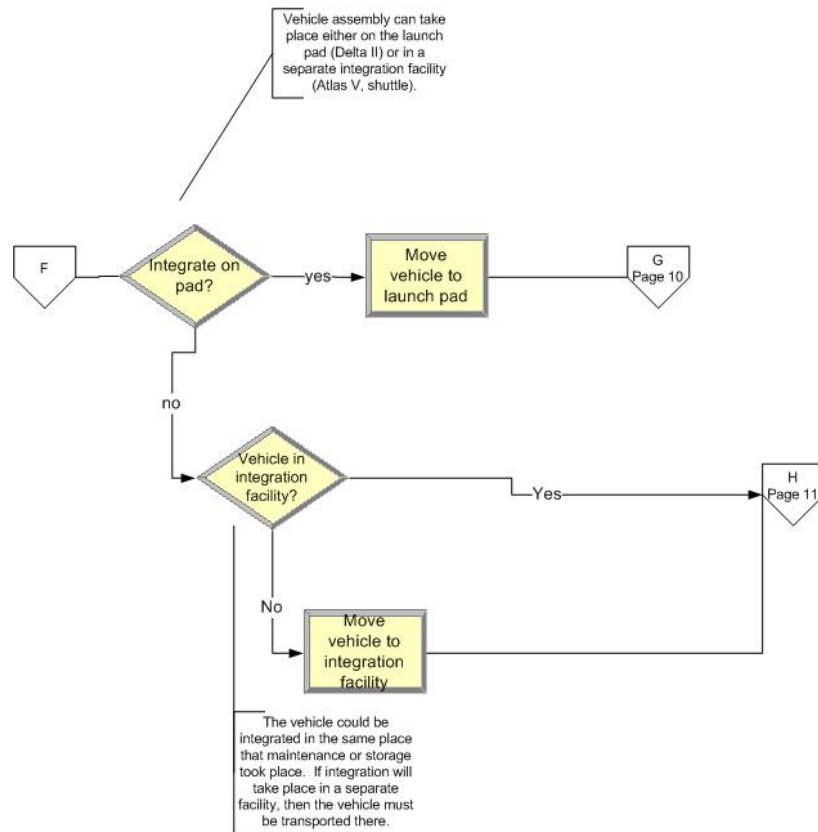 Vehicle assembly can take
place either on the launch
pad (Delta II) or in a
separate integration facility
(Atlas V, shuttle).
F
Integrate on
pad?
yes
Move
vehicle to
launch pad
G
Page 10
no
Vehicle in
integration
facility?
Yes
H
Page 11
No
Move
vehicle to
integration
facility
The vehicle could be
integrated in the same place
that maintenance or storage
took place. If integration will
take place in a separate
facility, then the vehicle must
be transported there.